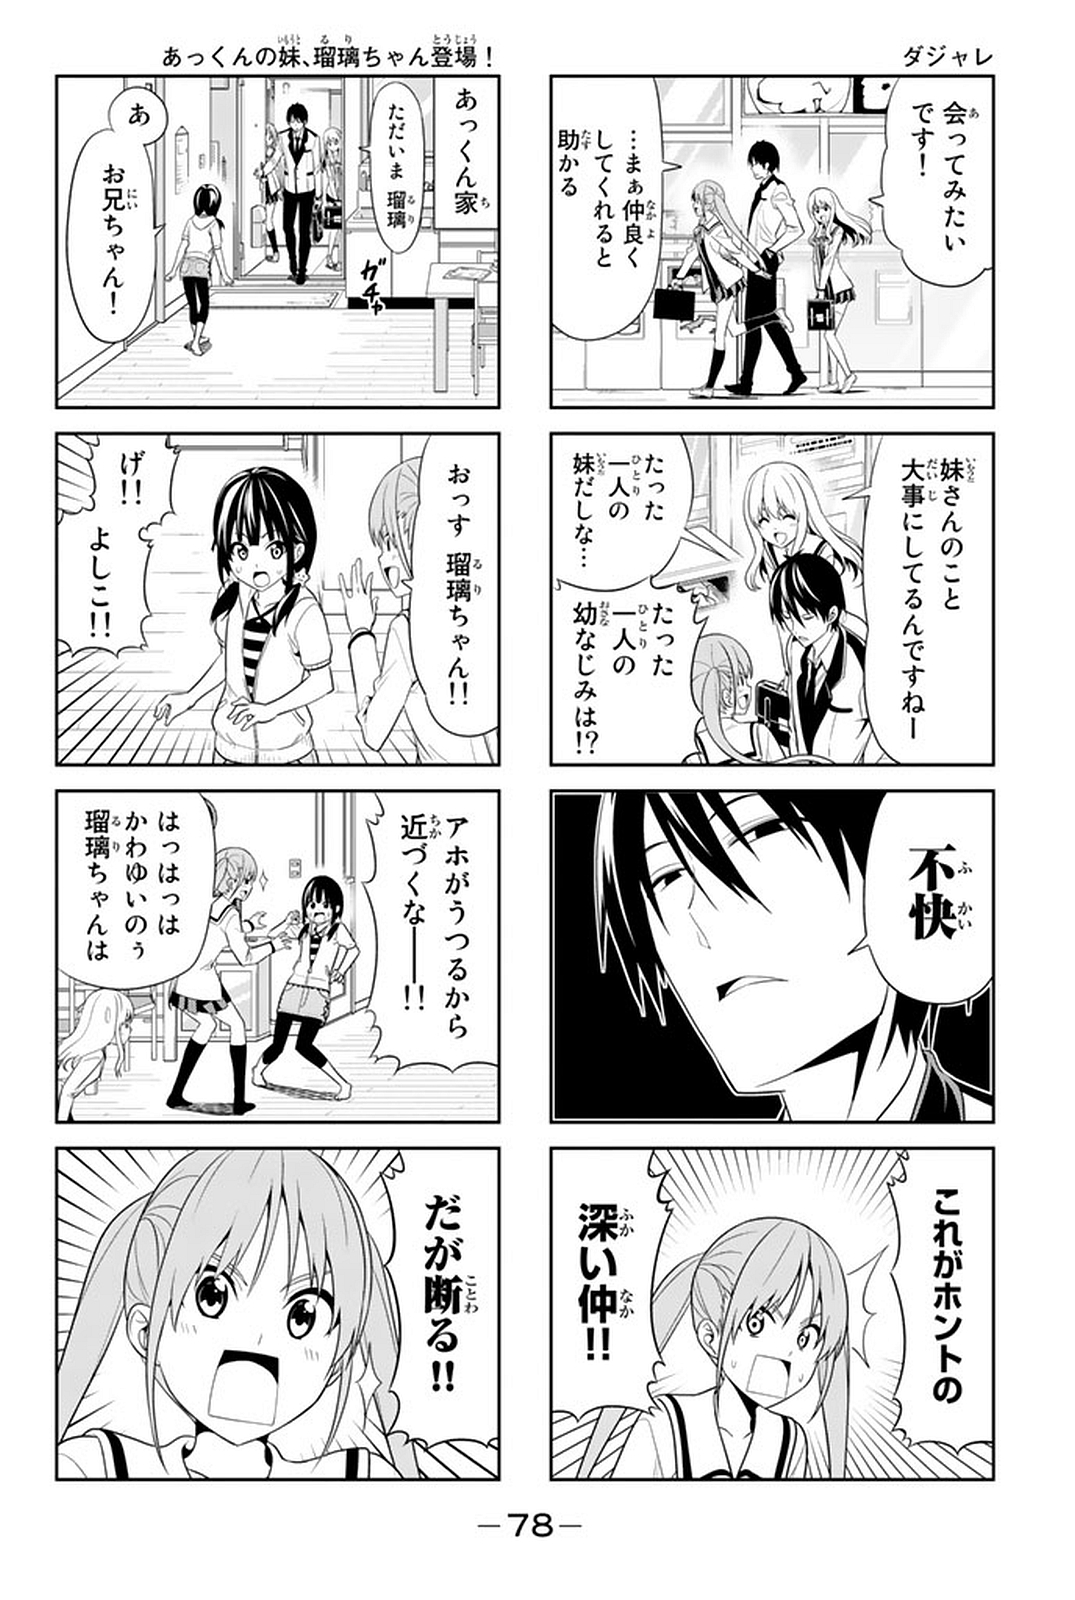 ダジャレ
会ってみたい
です!
…まぁ仲良く
してくれると
助かる
妹さんのこと
大事にしてるんですねー
たった
一人の
妹だしな…
たった
一人の
幼なじみは!?
不快
これがホントの
深い仲!!
あっくんの妹、瑠璃ちゃん登場!
あっくん家
ただいま
瑠璃
ガチャ
あ
お兄ちゃん!
おっす
瑠璃ちゃん!!
げ!!
よしこ!!
アホがうつるから
近づくなーー!!
はっはっは
かわゆいのぅ
瑠璃ちゃんは
だが断る!!
—78—